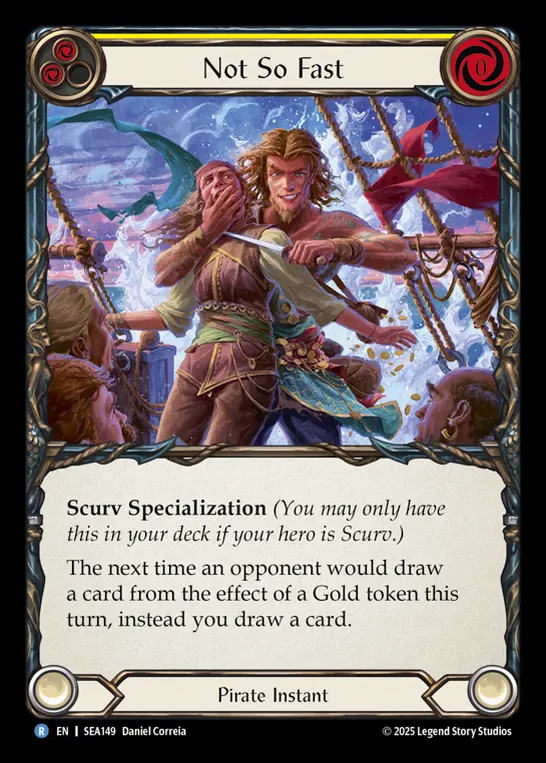 Not So Fast
0
Scurv Specialization (You may only have
this in your deck if your hero is Scurv.)
The next time an opponent would draw
a card from the effect of a Gold token this
turn, instead you draw a card.
Pirate Instant
R EN | SEA149 Daniel Correia © 2025 Legend Story Studios